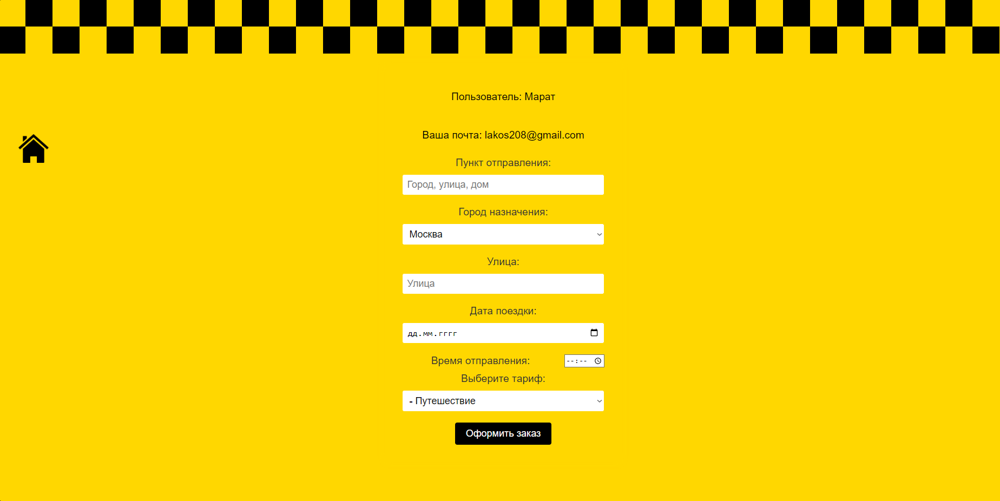 Пользователь: Марат
Ваша почта: lakos208@gmail.com
Пункт отправления:
Город, улица, дом
Город назначения:
Москва
Улица:
Улица
Дата поездки:
дд.мм.гггг
Время отправления: --:--
Выберите тариф:
- Путешествие
Оформить заказ